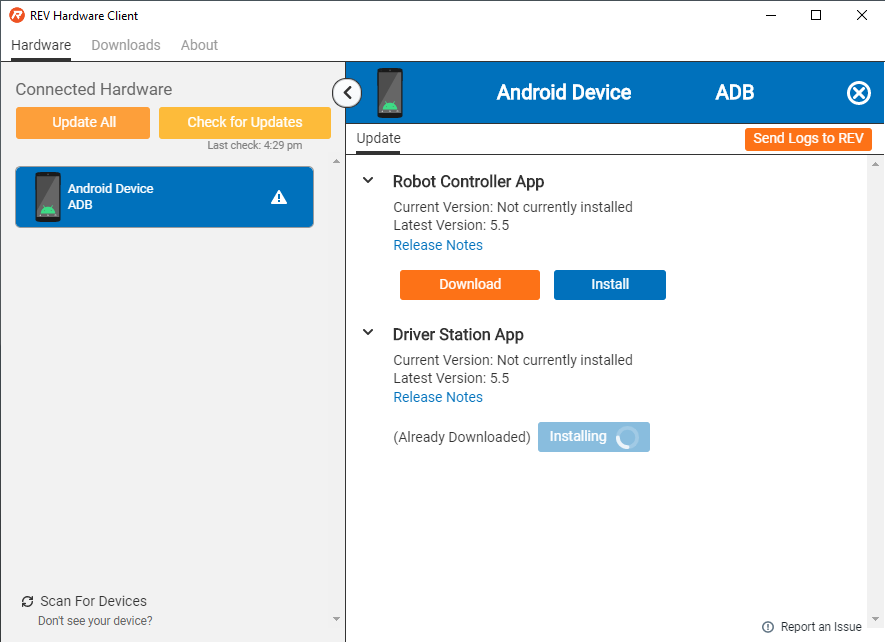 REV Hardware Client
Hardware Downloads About
Connected Hardware
Update All Check for Updates
Last check: 4:29 pm
Android Device
ADB
Scan For Devices
Don't see your device?
Android Device ADB
Update Send Logs to REV
Robot Controller App
Current Version: Not currently installed
Latest Version: 5.5
Release Notes
Download Install
Driver Station App
Current Version: Not currently installed
Latest Version: 5.5
Release Notes
(Already Downloaded) Installing
Report an Issue